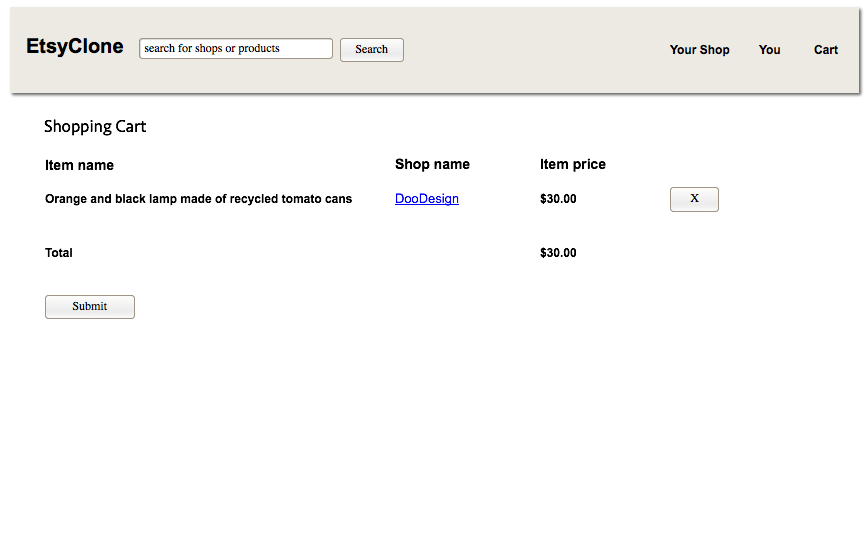 EtsyClone search for shops or products Search Your Shop You Cart
Shopping Cart
Item name Shop name Item price
Orange and black lamp made of recycled tomato cans DooDesign $30.00 X
Total $30.00
Submit